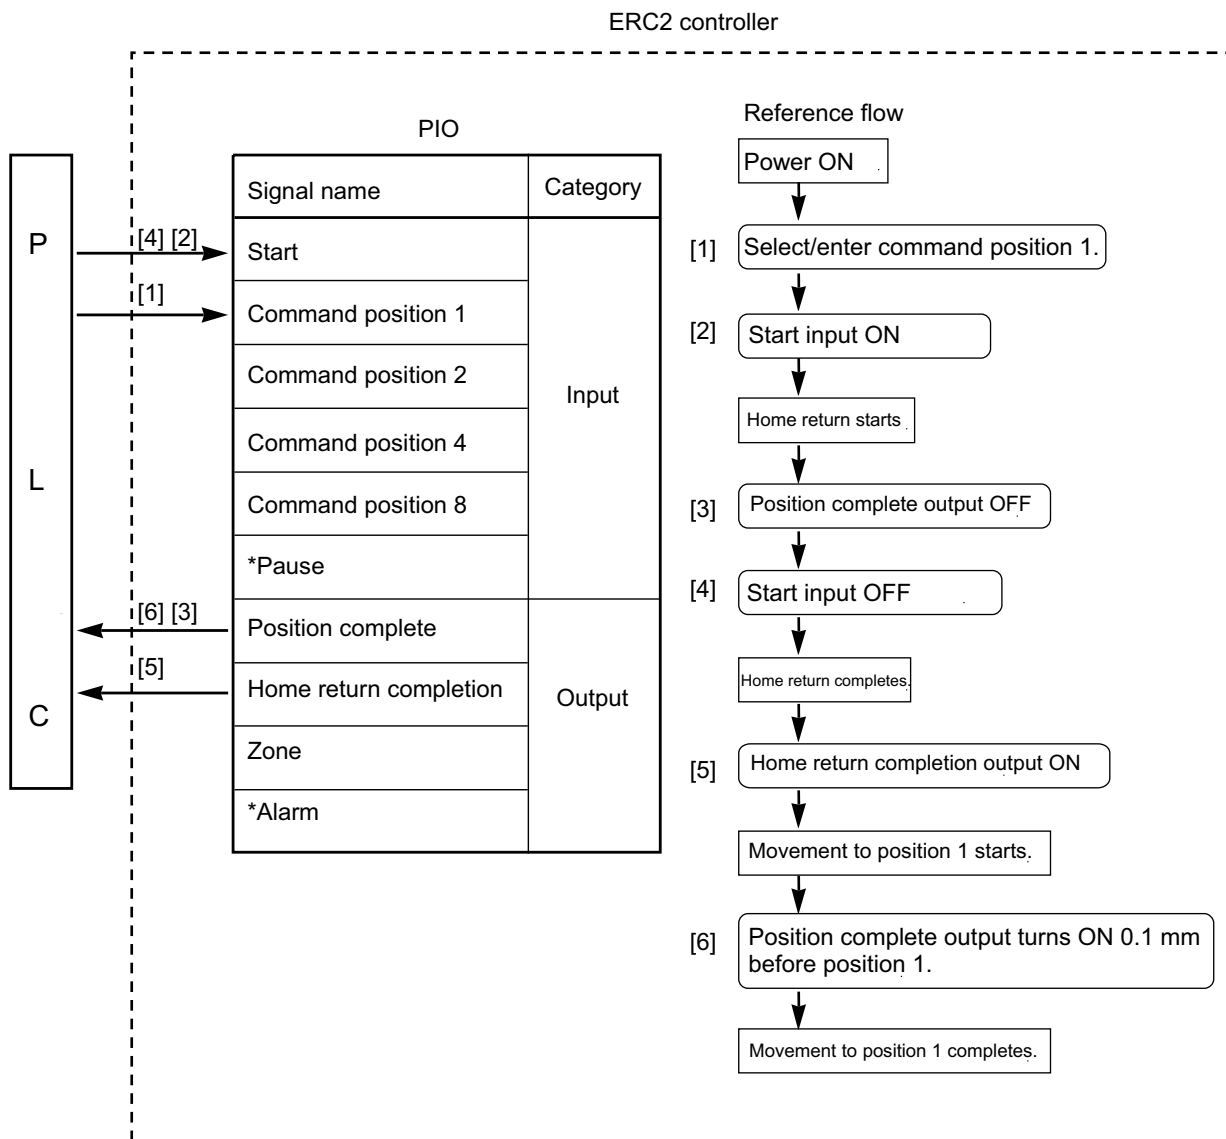 ERC2 controller
PIO
Signal name Category
P
L
C
[4] [2]
Start
[1]
Command position 1
Command position 2
Input
Command position 4
Command position 8
*Pause
[6] [3]
Position complete
[5]
Home return completion
Output
Zone
*Alarm
Reference flow
Power ON
[1] Select/enter command position 1.
[2] Start input ON
Home return starts
[3] Position complete output OFF
[4] Start input OFF
Home return completes.
[5] Home return completion output ON
Movement to position 1 starts.
[6] Position complete output turns ON 0.1 mm
before position 1.
Movement to position 1 completes.